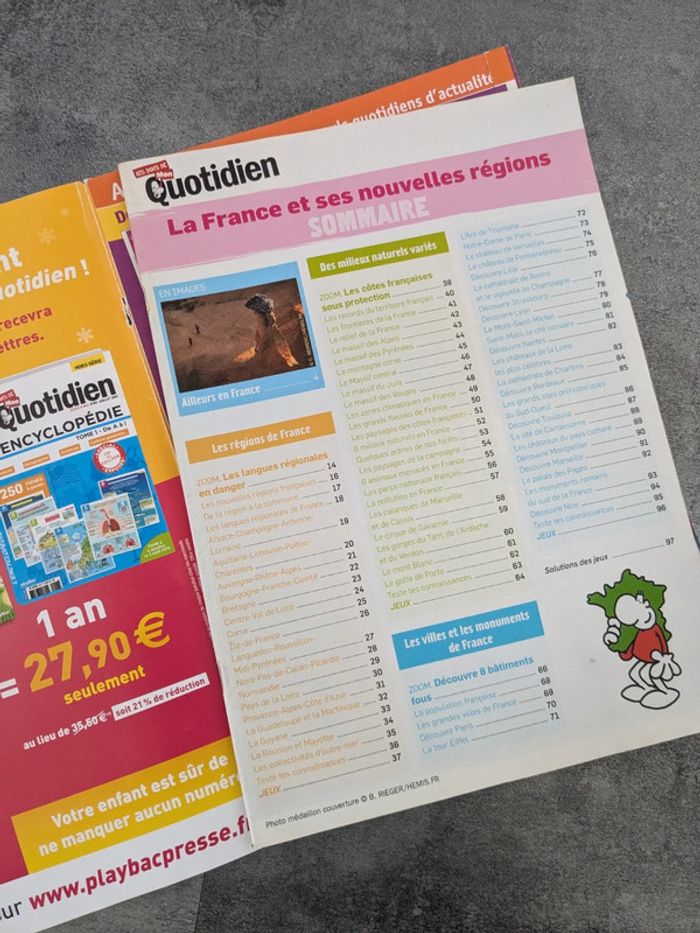 quotidiens d'actualité
LES DOCS DE
Mon
Quotidien
La France et ses nouvelles régions
SOMMAIRE
EN IMAGES
Ailleurs en France 4
Les régions de France
ZOOM. Les langues régionales
en danger 14
Les nouvelles régions françaises 16
De la région à la commune 17
Les langues régionales de France 18
Alsace-Champagne-Ardenne-
Lorraine 19
Aquitaine-Limousin-Poitou-
Charentes 20
Auvergne-Rhône-Alpes 21
Bourgogne-Franche-Comté 22
Bretagne 23
Centre-Val de Loire 24
Corse 25
Île-de-France 26
Languedoc-Roussillon-
Midi-Pyrénées 27
Nord-Pas-de-Calais-Picardie 28
Normandie 29
Pays de la Loire 30
Provence-Alpes-Côte d'Azur 31
La Guadeloupe et la Martinique 32
La Guyane 33
La Réunion et Mayotte 34
Les collectivités d'outre-mer 35
Teste tes connaissances 36
JEUX 37
Des milieux naturels variés
ZOOM. Les côtes françaises
sous protection 38
Les records du territoire français 40
Les frontières de la France 41
Le relief de la France 42
Le massif des Alpes 43
Le massif des Pyrénées 44
La montagne corse 45
Le Massif central 46
Le massif du Jura 47
Le massif des Vosges 48
Les zones climatiques en France 49
Les grands fleuves de France 50
Les paysages des côtes françaises 51
6 milieux naturels en France 52
Quelques arbres de nos forêts 53
Les paysages de la campagne 54
6 animaux menacés en France 55
Les parcs nationaux français 56
La pollution en France 57
Les calanques de Marseille
et de Cassis 58
Le cirque de Gavarnie 59
Les gorges du Tarn, de l'Ardèche
et du Verdon 60
Le mont Blanc 61
Le golfe de Porto 62
Teste tes connaissances 63
JEUX 64
Les villes et les monuments
de France
ZOOM. Découvre 8 bâtiments
fous 66
La population française 68
Les grandes villes de France 69
Découvre Paris 70
La tour Eiffel 71
L'Arc de Triomphe 72
Notre-Dame de Paris 73
Le château de Versailles 74
Le château de Fontainebleau 75
Découvre Lille 76
La cathédrale de Reims
et le vignoble de Champagne 77
Découvre Strasbourg 78
Découvre Lyon 79
Le Mont-Saint-Michel 80
Saint-Malo, la cité corsaire 81
Découvre Nantes 82
Les châteaux de la Loire
les plus célèbres 83
La cathédrale de Chartres 84
Découvre Bordeaux 85
Les grands sites préhistoriques
du Sud-Ouest 86
Découvre Toulouse 87
La cité de Carcassonne 88
Les châteaux du pays cathare 89
Découvre Marseille 90
Le palais des Papes 91
Les monuments romains 92
du sud de la France 93
Découvre Nice 94
Teste tes connaissances 95
JEUX 96
Solutions des jeux 97
Photo médaillon couverture © B. RIEGER/HEMIS.FR
quotidien !
recevra
ettres.
HORS-SÉRIE
Quotidien
ENCYCLOPÉDIE
TOME 1 - De A à I
250 FICHES
1 an
= 27,90 €
seulement
au lieu de 35,50 € soit 21 % de réduction
Votre enfant est sûr de
ne manquer aucun numér
sur www.playbacpresse.f